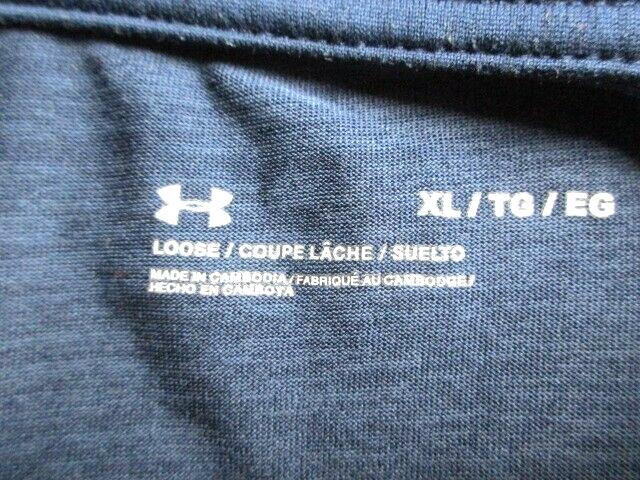 XL / TG / EG
LOOSE / COUPE LÂCHE / SUELTO
MADE IN CAMBODIA / FABRIQUÉ AU CAMBODGE /
HECHO EN CAMBOYA